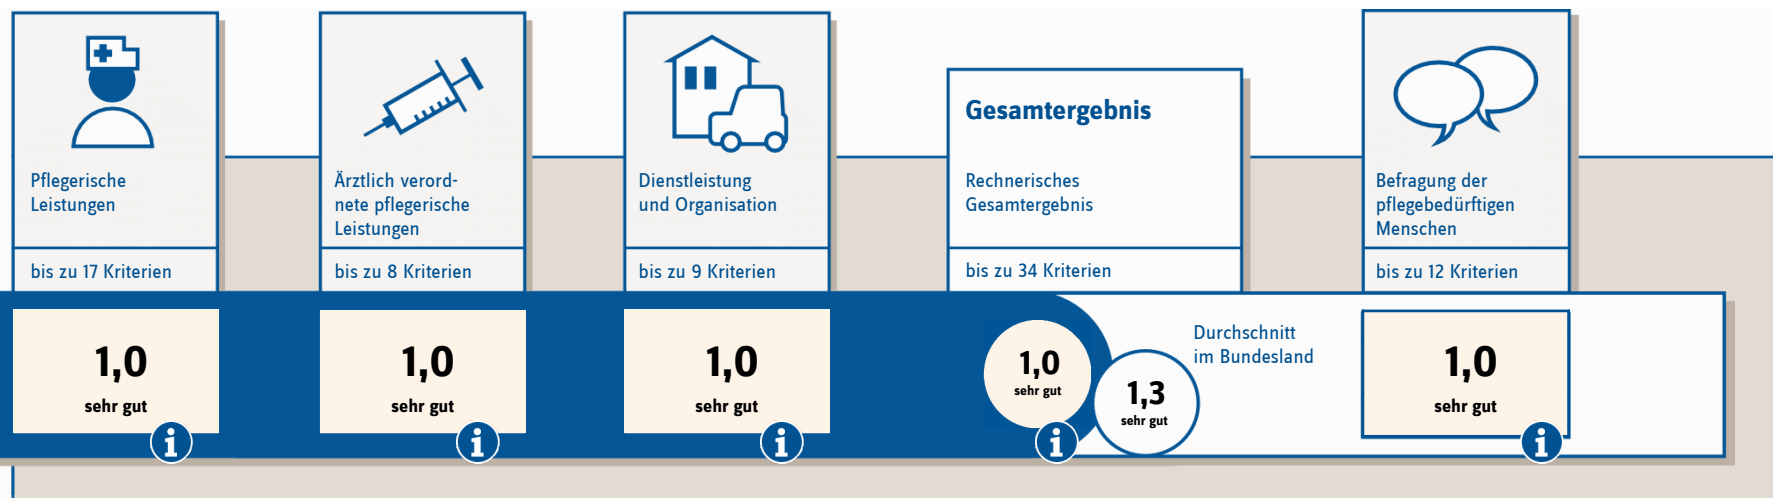 Pflegerische
Leistungen
bis zu 17 Kriterien
1,0
sehr gut
i
Ärztlich verord-
nete pflegerische
Leistungen
bis zu 8 Kriterien
1,0
sehr gut
i
Dienstleistung
und Organisation
bis zu 9 Kriterien
1,0
sehr gut
i
Gesamtergebnis
Rechnerisches
Gesamtergebnis
bis zu 34 Kriterien
1,0
sehr gut
i
1,3
sehr gut
Durchschnitt
im Bundesland
Befragung der
pflegebedürftigen
Menschen
bis zu 12 Kriterien
1,0
sehr gut
i